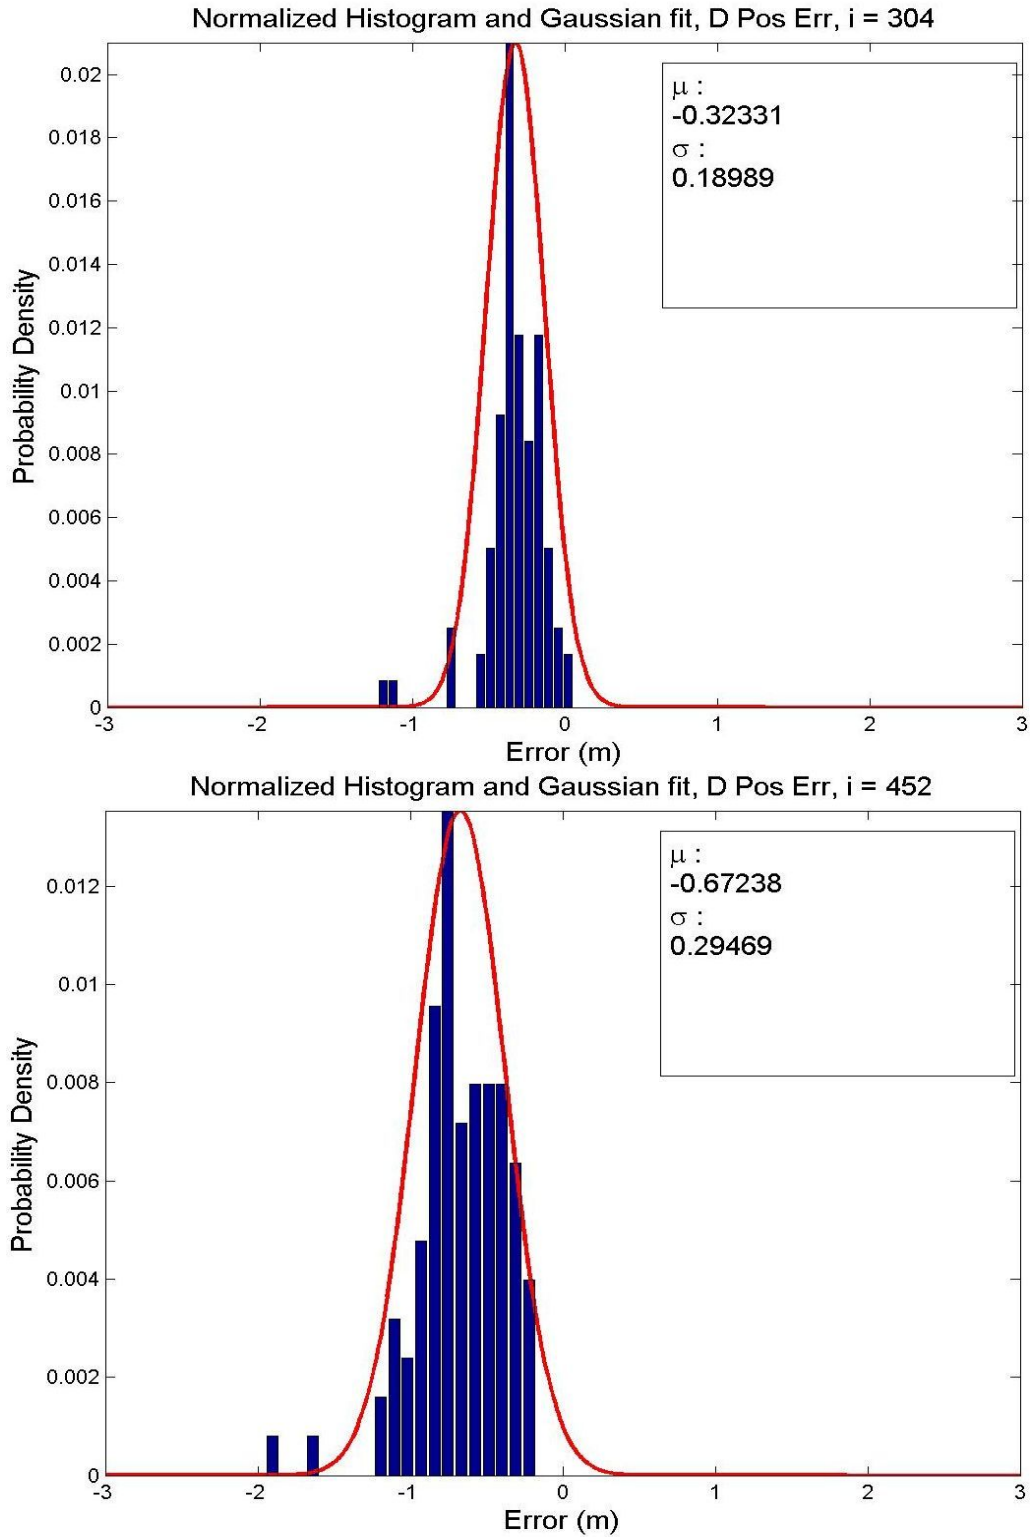 Normalized Histogram and Gaussian fit, D Pos Err, i = 304
0.02
0.018
0.016
0.014
0.012
0.01
0.008
0.006
0.004
0.002
0
Probability Density
μ :
-0.32331
σ :
0.18989
-3 -2 -1 0 1 2 3
Error (m)
Normalized Histogram and Gaussian fit, D Pos Err, i = 452
0.012
0.01
0.008
0.006
0.004
0.002
0
Probability Density
μ :
-0.67238
σ :
0.29469
-3 -2 -1 0 1 2 3
Error (m)